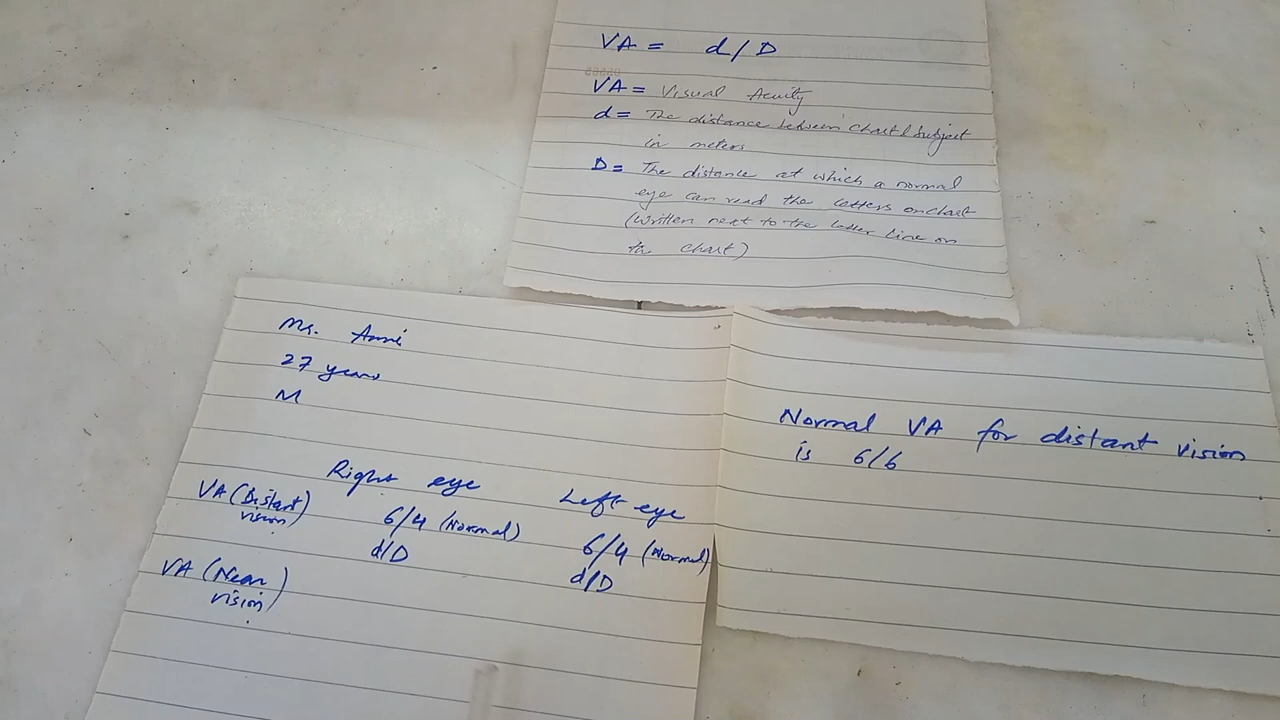 VA = d/D
VA = Visual Acuity
d = The distance between chart & subject
in meters
D = The distance at which a normal
eye can read the letters on chart
(written next to the letter line on
the chart)
Mr.
27 years
M
Right eye Left eye
VA (Distant vision) 6/4 (Normal) 6/4 (Normal)
d/D d/D
VA (Near vision)
Normal VA for distant vision
is 6/6